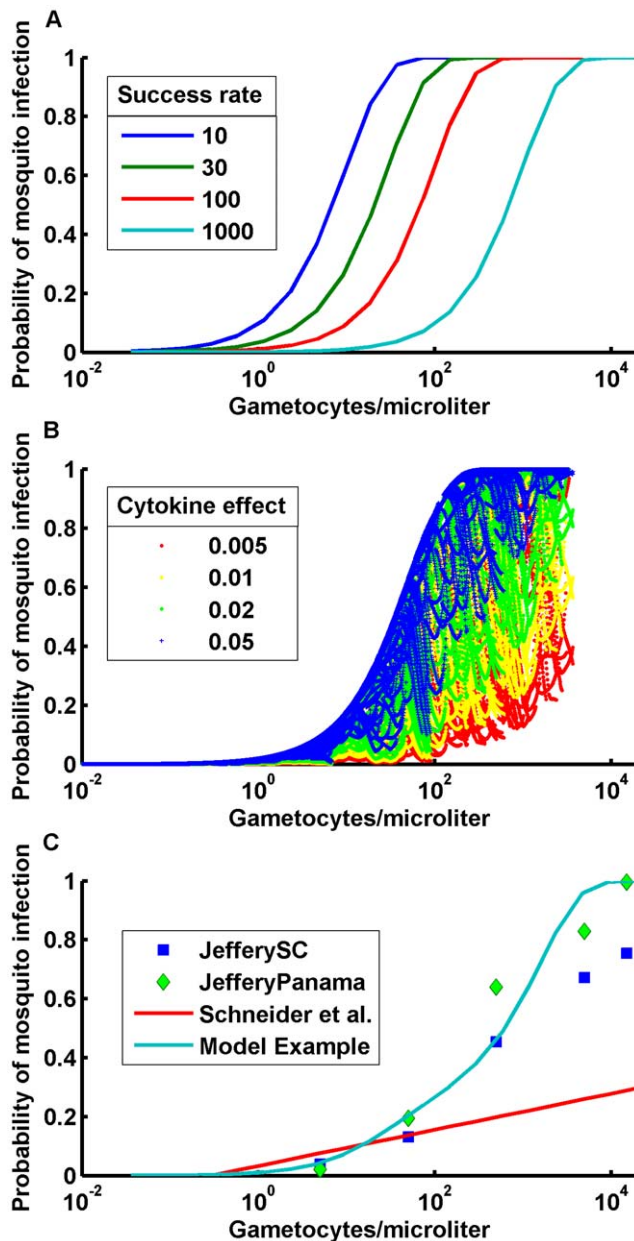 A
Probability of mosquito infection
1
0.8
0.6
0.4
0.2
0
Success rate
10
30
100
1000
10^-2
10^0
10^2
10^4
Gametocytes/microliter
B
Probability of mosquito infection
1
0.8
0.6
0.4
0.2
0
Cytokine effect
0.005
0.01
0.02
0.05
10^-2
10^0
10^2
10^4
Gametocytes/microliter
C
Probability of mosquito infection
1
0.8
0.6
0.4
0.2
0
JefferySC
JefferyPanama
Schneider et al.
Model Example
10^-2
10^0
10^2
10^4
Gametocytes/microliter